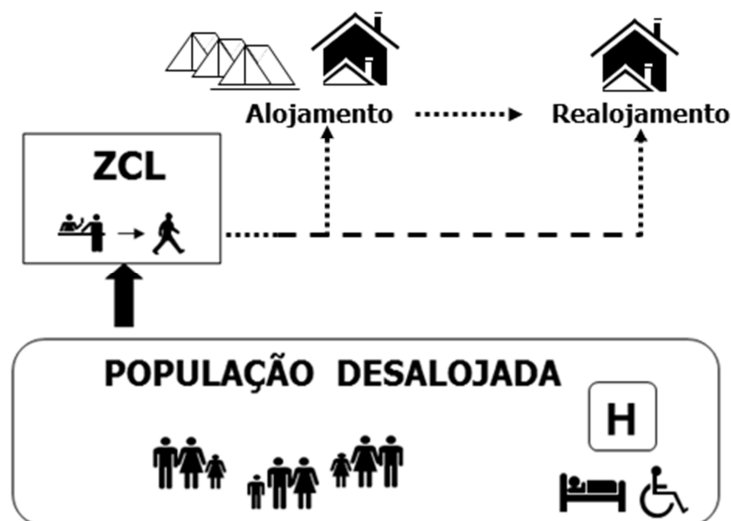 Alojamento
Realojamento
ZCL
POPULAÇÃO DESALOJADA
H